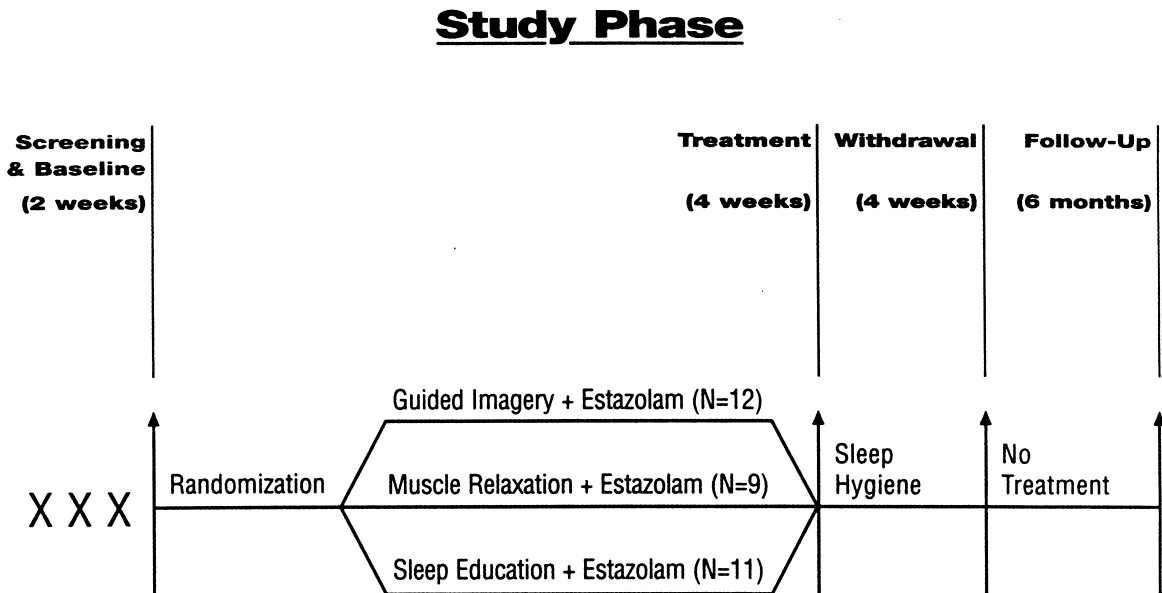 Study Phase
Screening
& Baseline
(2 weeks)
Treatment
(4 weeks)
Withdrawal
(4 weeks)
Follow-Up
(6 months)
Guided Imagery + Estazolam (N=12)
X X X
Randomization
Muscle Relaxation + Estazolam (N=9)
Sleep
Hygiene
No
Treatment
Sleep Education + Estazolam (N=11)